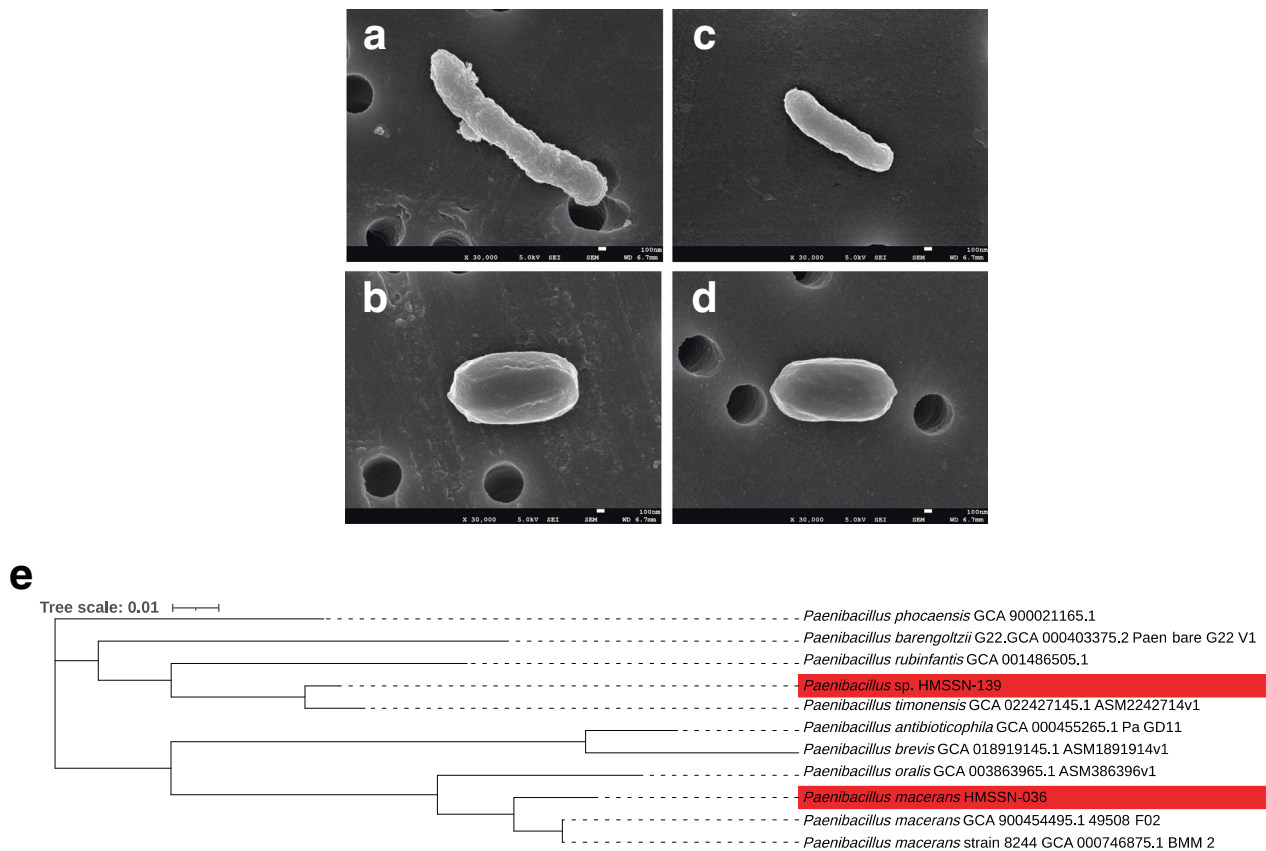 a
c
100nm
X 30,000 5.0kV SEI SEM WD 6.7mm
100nm
X 30,000 5.0kV SEI SEM WD 6.7mm
b
d
100nm
X 30,000 5.0kV SEI SEM WD 6.7mm
100nm
X 30,000 5.0kV SEI SEM WD 6.7mm
e
Tree scale: 0.01
Paenibacillus phocaensis GCA 900021165.1
Paenibacillus barengoltzii G22.GCA 000403375.2 Paen bare G22 V1
Paenibacillus rubinfantis GCA 001486505.1
Paenibacillus sp. HMSSN-139
Paenibacillus timonensis GCA 022427145.1 ASM2242714v1
Paenibacillus antibioticophila GCA 000455265.1 Pa GD11
Paenibacillus brevis GCA 018919145.1 ASM1891914v1
Paenibacillus oralis GCA 003863965.1 ASM386396v1
Paenibacillus macerans HMSSN-036
Paenibacillus macerans GCA 900454495.1 49508 F02
Paenibacillus macerans strain 8244 GCA 000746875.1 BMM 2